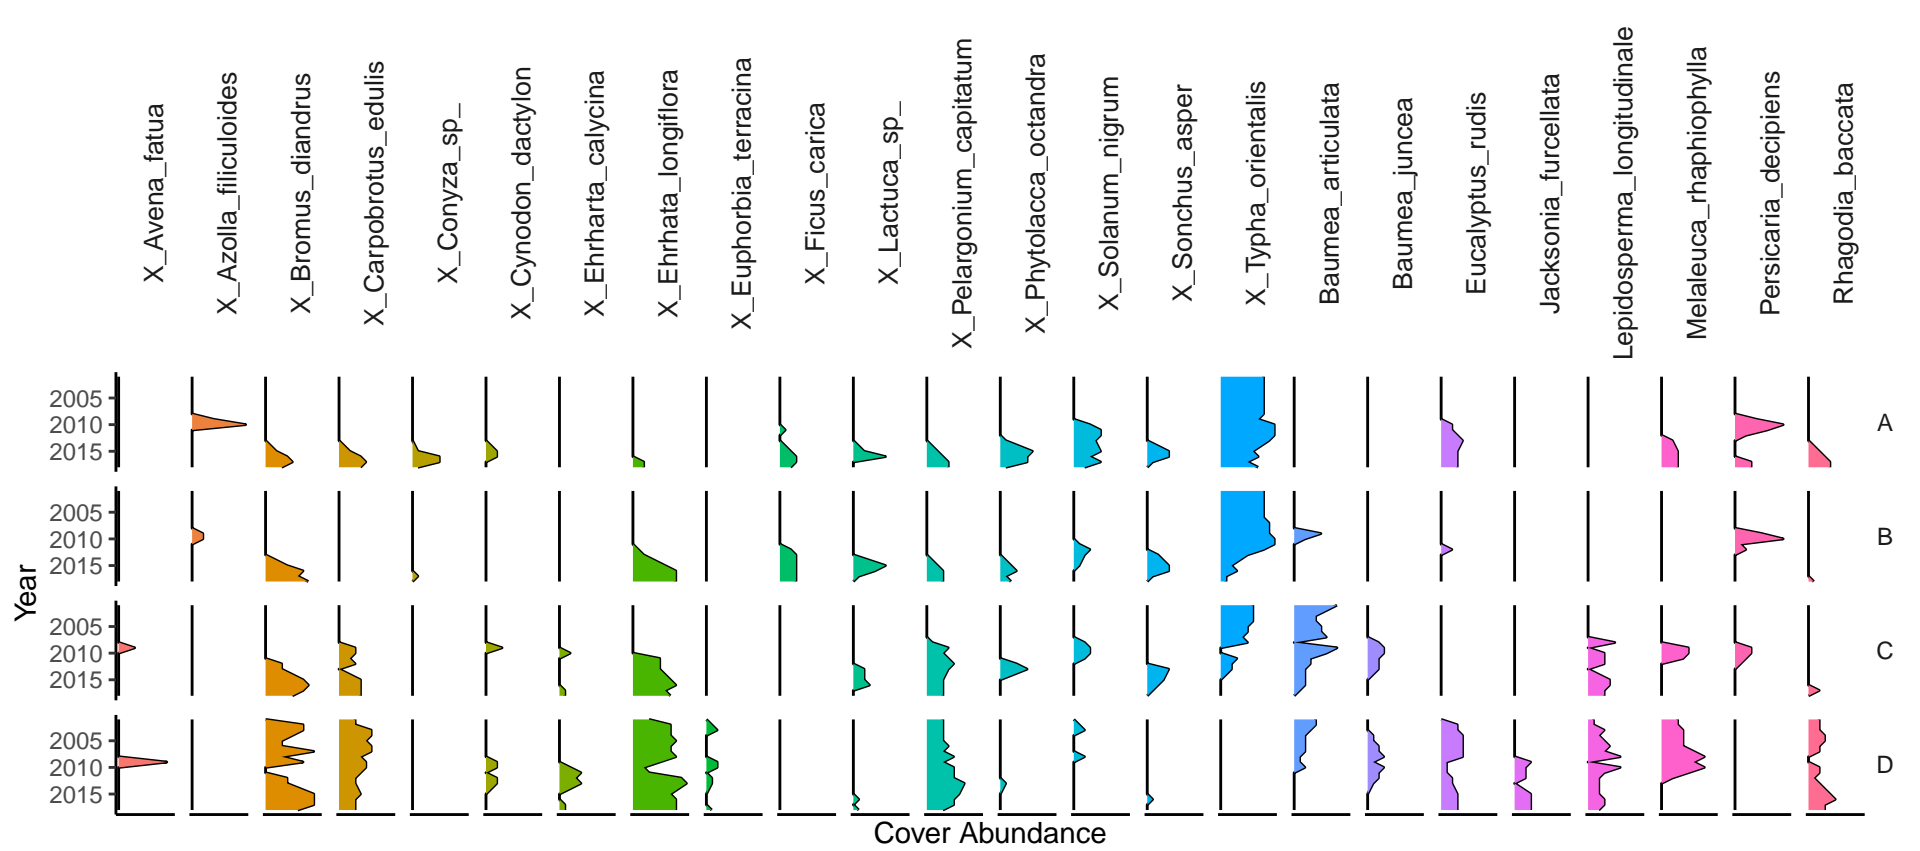 X_Avena_fatua
X_Azolla_filiculoides
X_Bromus_diandrus
X_Carpobrotus_edulis
X_Conyza_sp_
X_Cynodon_dactylon
X_Ehrharta_calycina
X_Ehrhata_longiflora
X_Euphorbia_terracina
X_Ficus_carica
X_Lactuca_sp_
X_Pelargonium_capitatum
X_Phytolacca_octandra
X_Solanum_nigrum
X_Sonchus_asper
X_Typha_orientalis
Baumea_articulata
Baumea_juncea
Eucalyptus_rudis
Jacksonia_furcellata
Lepidosperma_longitudinale
Melaleuca_rhaphiophylla
Persicaria_decipiens
Rhagodia_baccata
2005
2010
2015
A
2005
2010
2015
B
2005
2010
2015
C
2005
2010
2015
D
Year
Cover Abundance